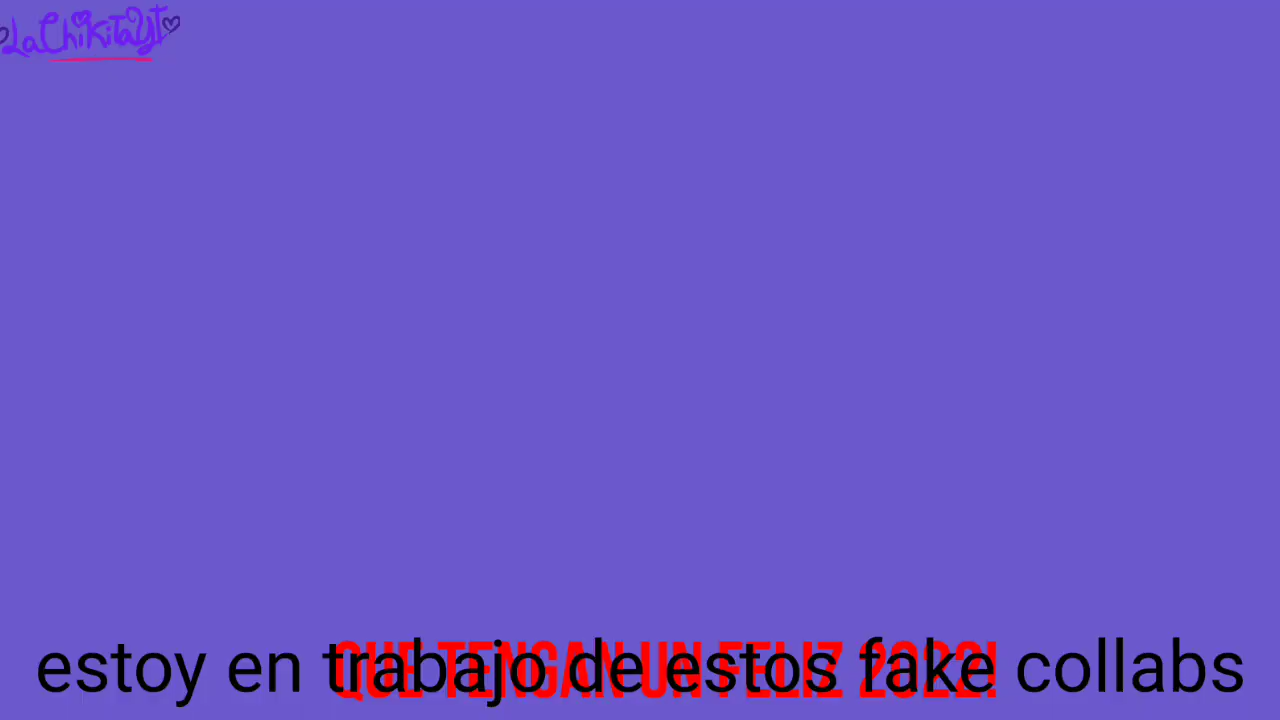 LaChiKiTaYT
QUE TENGAN UN FELIZ 2022!
estoy en trabajo de estos fake collabs